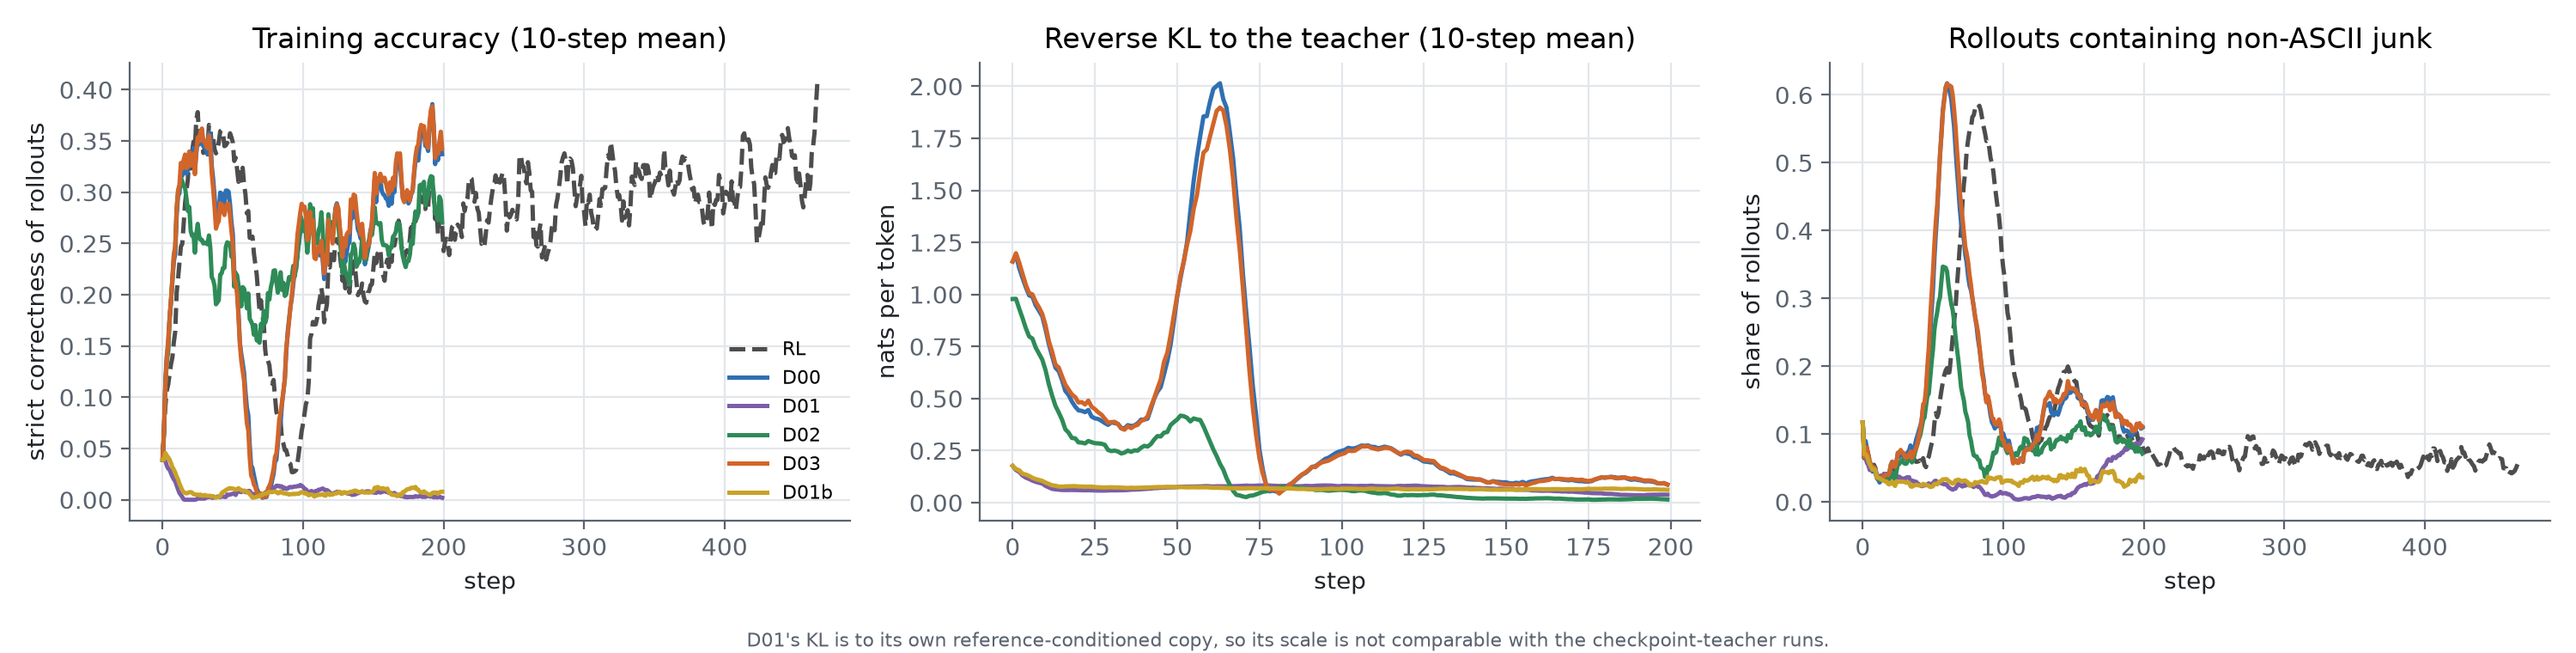 Training accuracy (10-step mean)
strict correctness of rollouts
0.40
0.35
0.30
0.25
0.20
0.15
0.10
0.05
0.00
RL
D00
D01
D02
D03
D01b
0 100 200 300 400
step
Reverse KL to the teacher (10-step mean)
nats per token
2.00
1.75
1.50
1.25
1.00
0.75
0.50
0.25
0.00
0 25 50 75 100 125 150 175 200
step
Rollouts containing non-ASCII junk
share of rollouts
0.6
0.5
0.4
0.3
0.2
0.1
0.0
0 100 200 300 400
step
D01's KL is to its own reference-conditioned copy, so its scale is not comparable with the checkpoint-teacher runs.